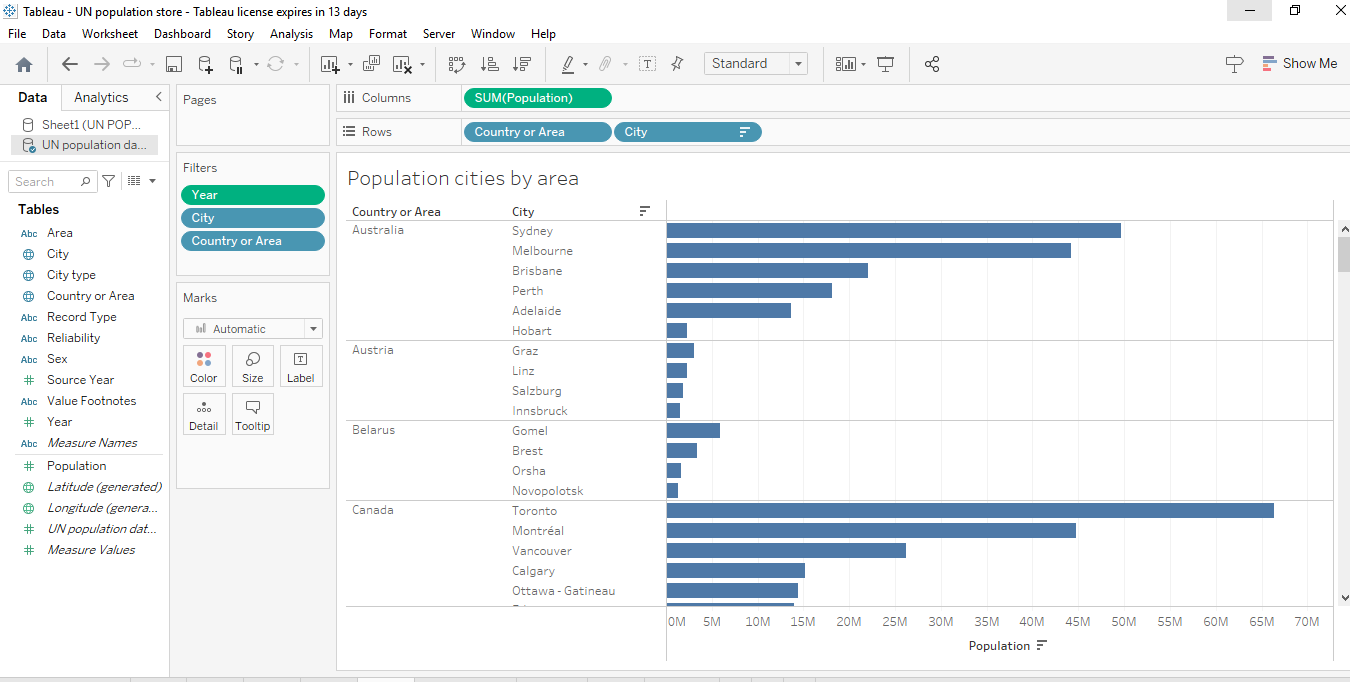 Tableau - UN population store - Tableau license expires in 13 days
File Data Worksheet Dashboard Story Analysis Map Format Server Window Help
Standard
Show Me
Data Analytics
Sheet1 (UN POP...
UN population da...
Search
Tables
Abc Area
City
City type
Country or Area
Abc Record Type
Abc Reliability
Abc Sex
Source Year
Abc Value Footnotes
Year
Abc Measure Names
Population
Latitude (generated)
Longitude (genera...
UN population dat...
Measure Values
Pages
Filters
Year
City
Country or Area
Marks
Automatic
Color Size Label
Detail Tooltip
Columns SUM(Population)
Rows Country or Area City
Population cities by area
Country or Area City
Australia Sydney
Melbourne
Brisbane
Perth
Adelaide
Hobart
Austria Graz
Linz
Salzburg
Innsbruck
Belarus Gomel
Brest
Orsha
Novopolotsk
Canada Toronto
Montréal
Vancouver
Calgary
Ottawa - Gatineau
0M 5M 10M 15M 20M 25M 30M 35M 40M 45M 50M 55M 60M 65M 70M
Population